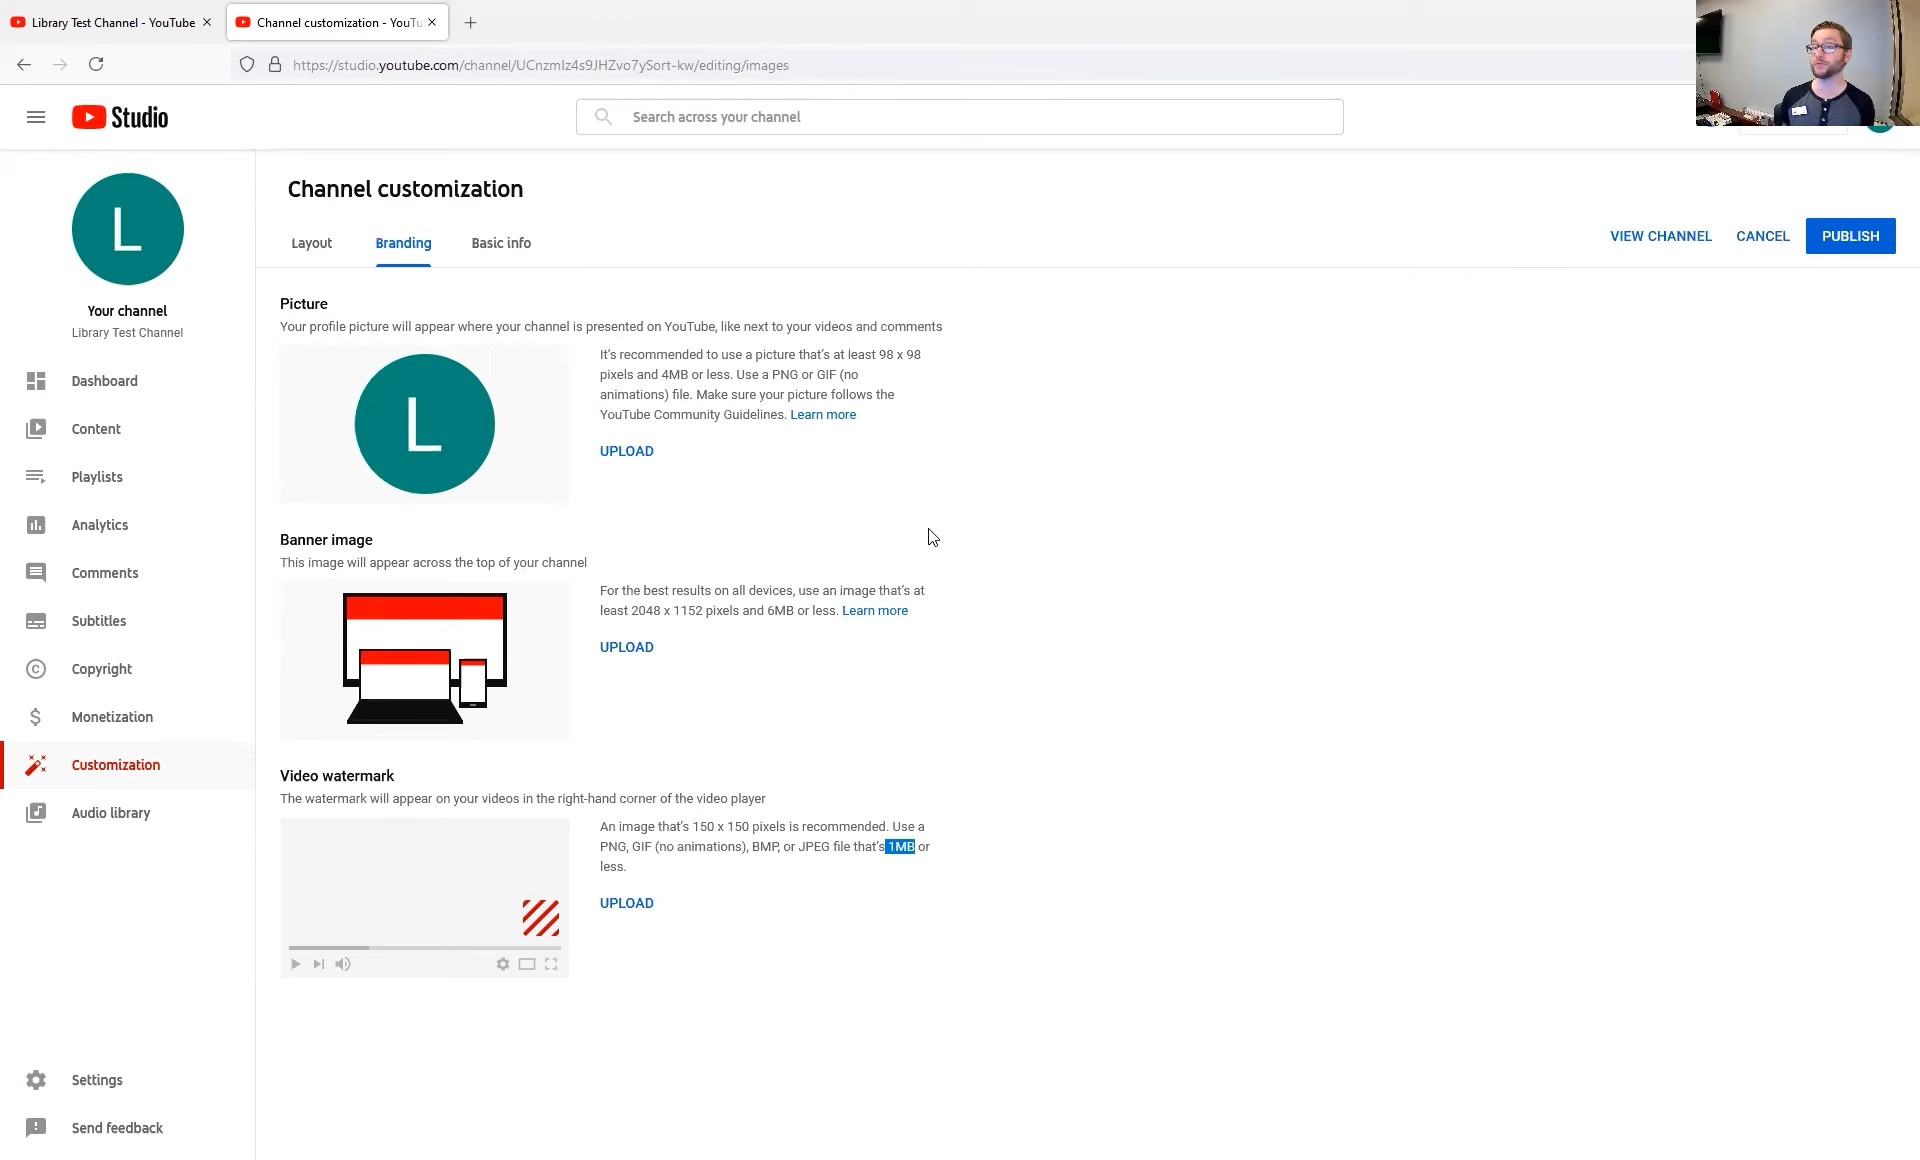 Library Test Channel - YouTube
Channel customization - YouTu
https://studio.youtube.com/channel/UCnzmIz4s9JHZvo7ySort-kw/editing/images
Studio
Search across your channel
L
Your channel
Library Test Channel
Dashboard
Content
Playlists
Analytics
Comments
Subtitles
Copyright
Monetization
Customization
Audio library
Settings
Send feedback
Channel customization
Layout
Branding
Basic info
VIEW CHANNEL
CANCEL
PUBLISH
Picture
Your profile picture will appear where your channel is presented on YouTube, like next to your videos and comments
L
It's recommended to use a picture that's at least 98 x 98
pixels and 4MB or less. Use a PNG or GIF (no
animations) file. Make sure your picture follows the
YouTube Community Guidelines. Learn more
UPLOAD
Banner image
This image will appear across the top of your channel
For the best results on all devices, use an image that's at
least 2048 x 1152 pixels and 6MB or less. Learn more
UPLOAD
Video watermark
The watermark will appear on your videos in the right-hand corner of the video player
An image that's 150 x 150 pixels is recommended. Use a
PNG, GIF (no animations), BMP, or JPEG file that's 1MB or
less.
UPLOAD